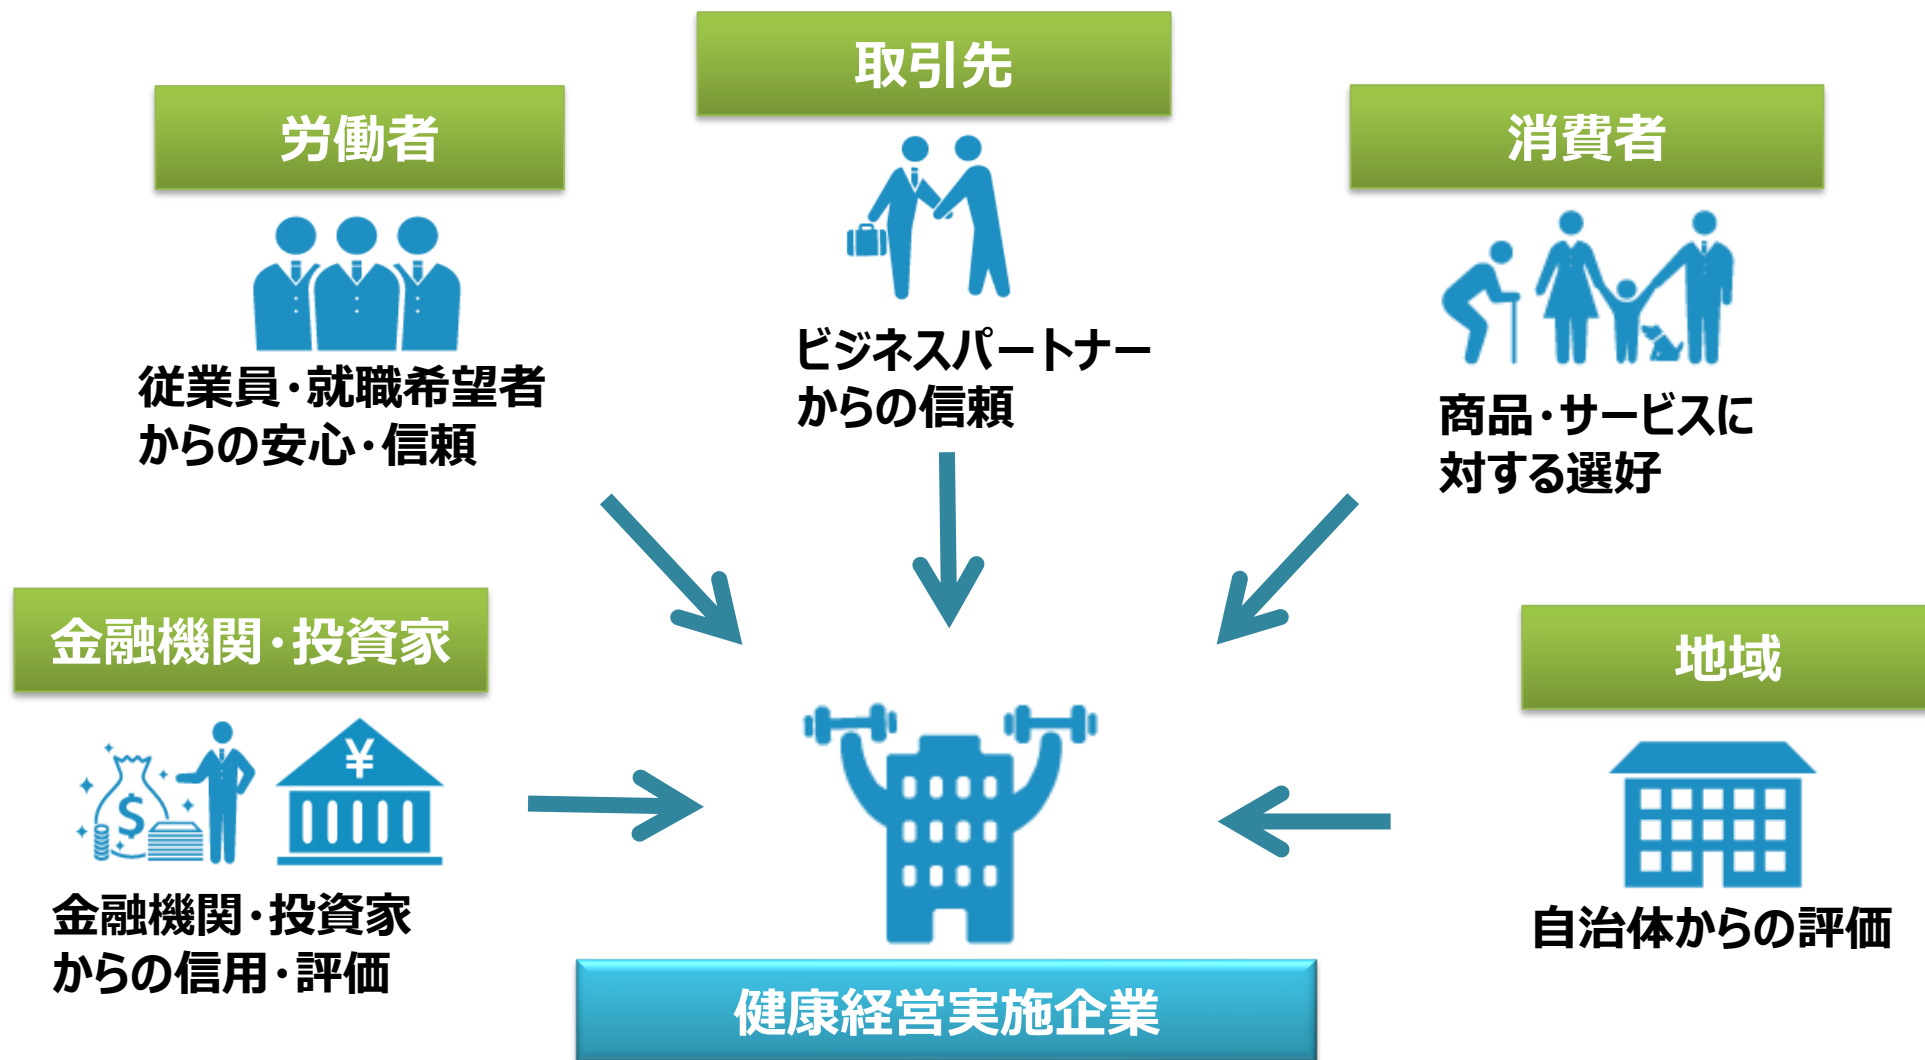 取引先
労働者
消費者
ビジネスパートナー
からの信頼
従業員・就職希望者
からの安心・信頼
商品・サービスに
対する選好
金融機関・投資家
地域
¥
$
金融機関・投資家
からの信用・評価
自治体からの評価
健康経営実施企業